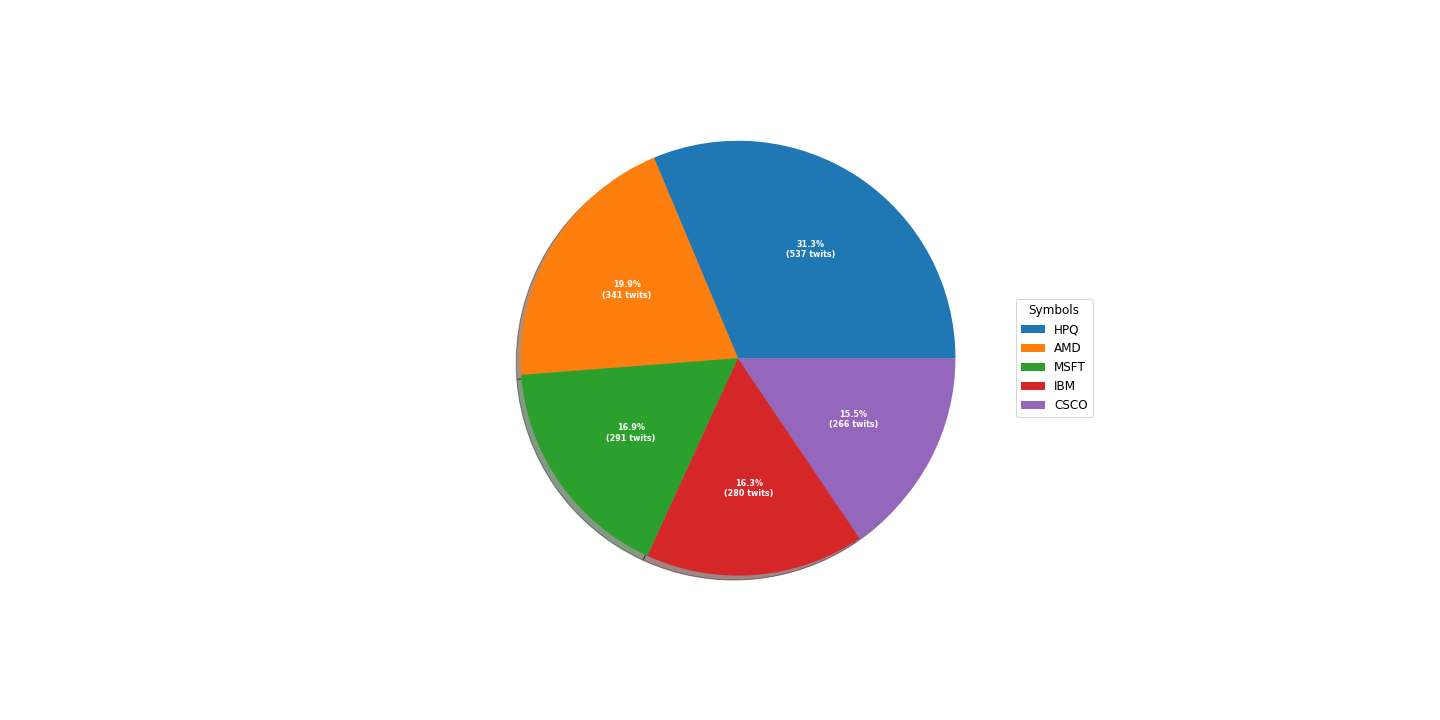 31.3%
(537 twits)
19.9%
(341 twits)
16.9%
(291 twits)
16.3%
(280 twits)
15.5%
(266 twits)
Symbols
HPQ
AMD
MSFT
IBM
CSCO